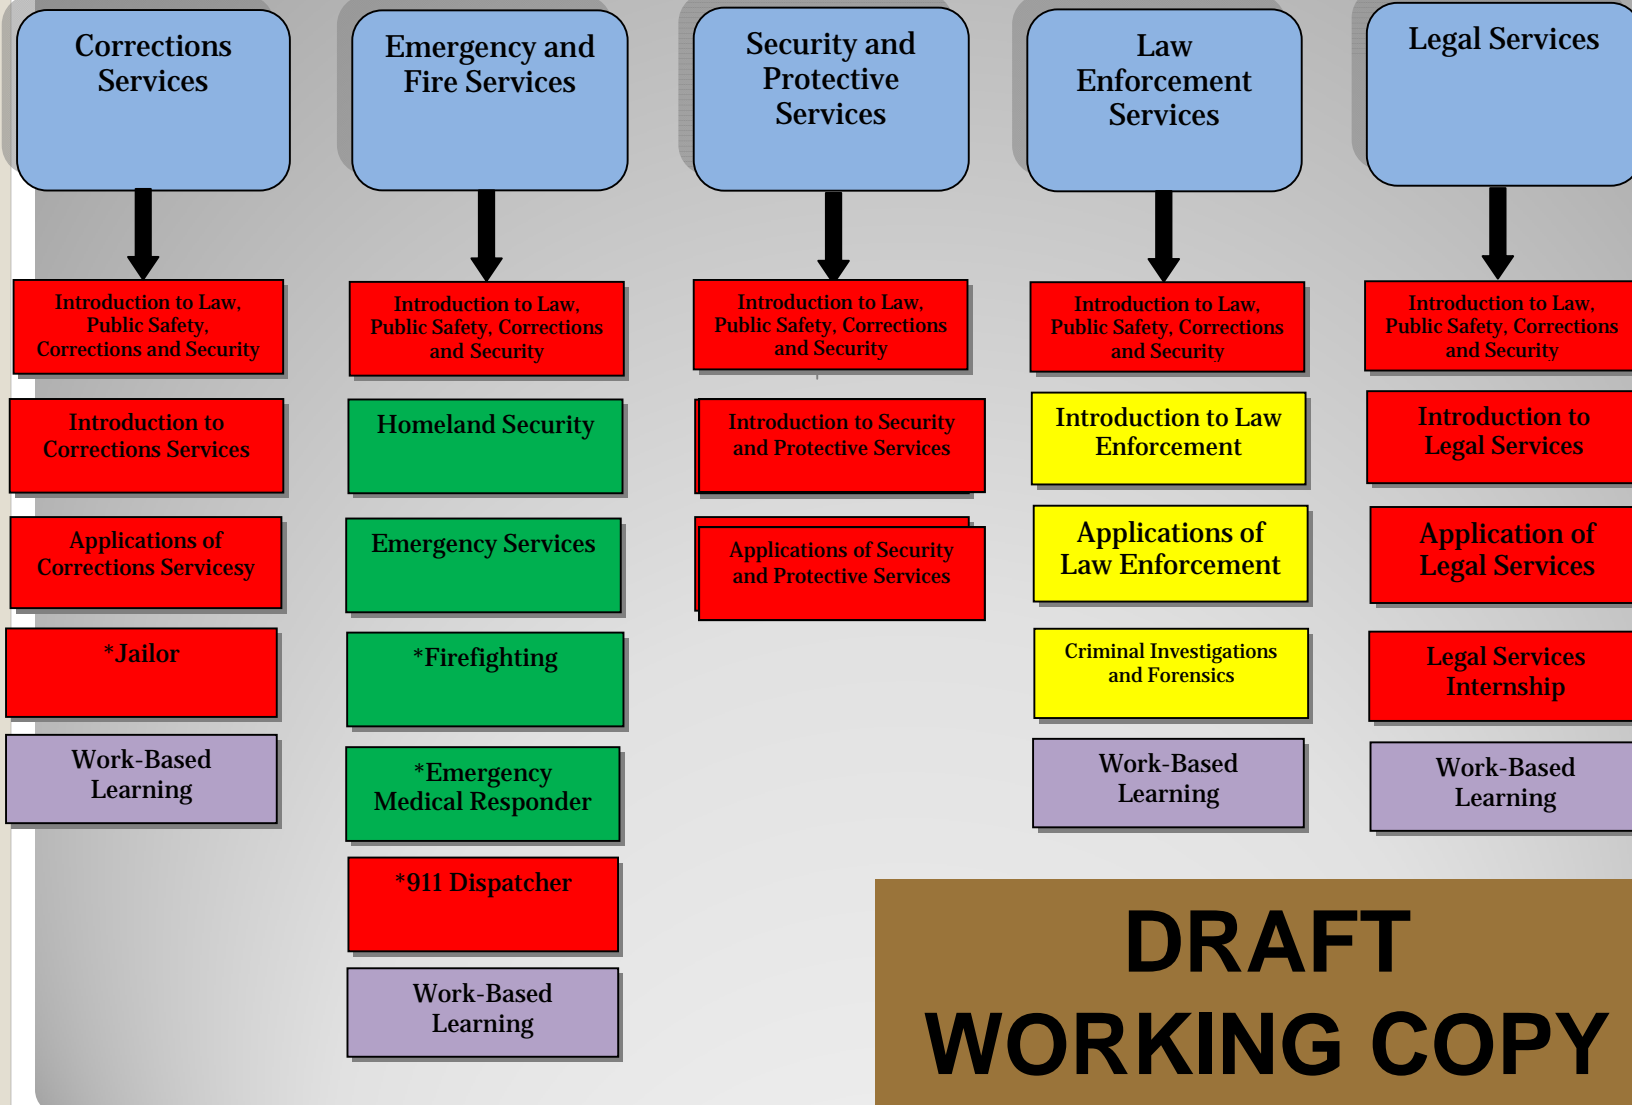 Corrections
Services
Emergency and
Fire Services
Security and
Protective
Services
Law
Enforcement
Services
Legal Services
Introduction to Law,
Public Safety,
Corrections and Security
Introduction to
Corrections Services
Applications of
Corrections Servicesy
*Jailor
Work-Based
Learning
Introduction to Law,
Public Safety, Corrections
and Security
Homeland Security
Emergency Services
*Firefighting
*Emergency
Medical Responder
*911 Dispatcher
Work-Based
Learning
Introduction to Law,
Public Safety, Corrections
and Security
Introduction to Security
and Protective Services
Applications of Security
and Protective Services
Introduction to Law,
Public Safety, Corrections
and Security
Introduction to Law
Enforcement
Applications of
Law Enforcement
Criminal Investigations
and Forensics
Work-Based
Learning
Introduction to Law,
Public Safety, Corrections
and Security
Introduction to
Legal Services
Application of
Legal Services
Legal Services
Internship
Work-Based
Learning
DRAFT
WORKING COPY